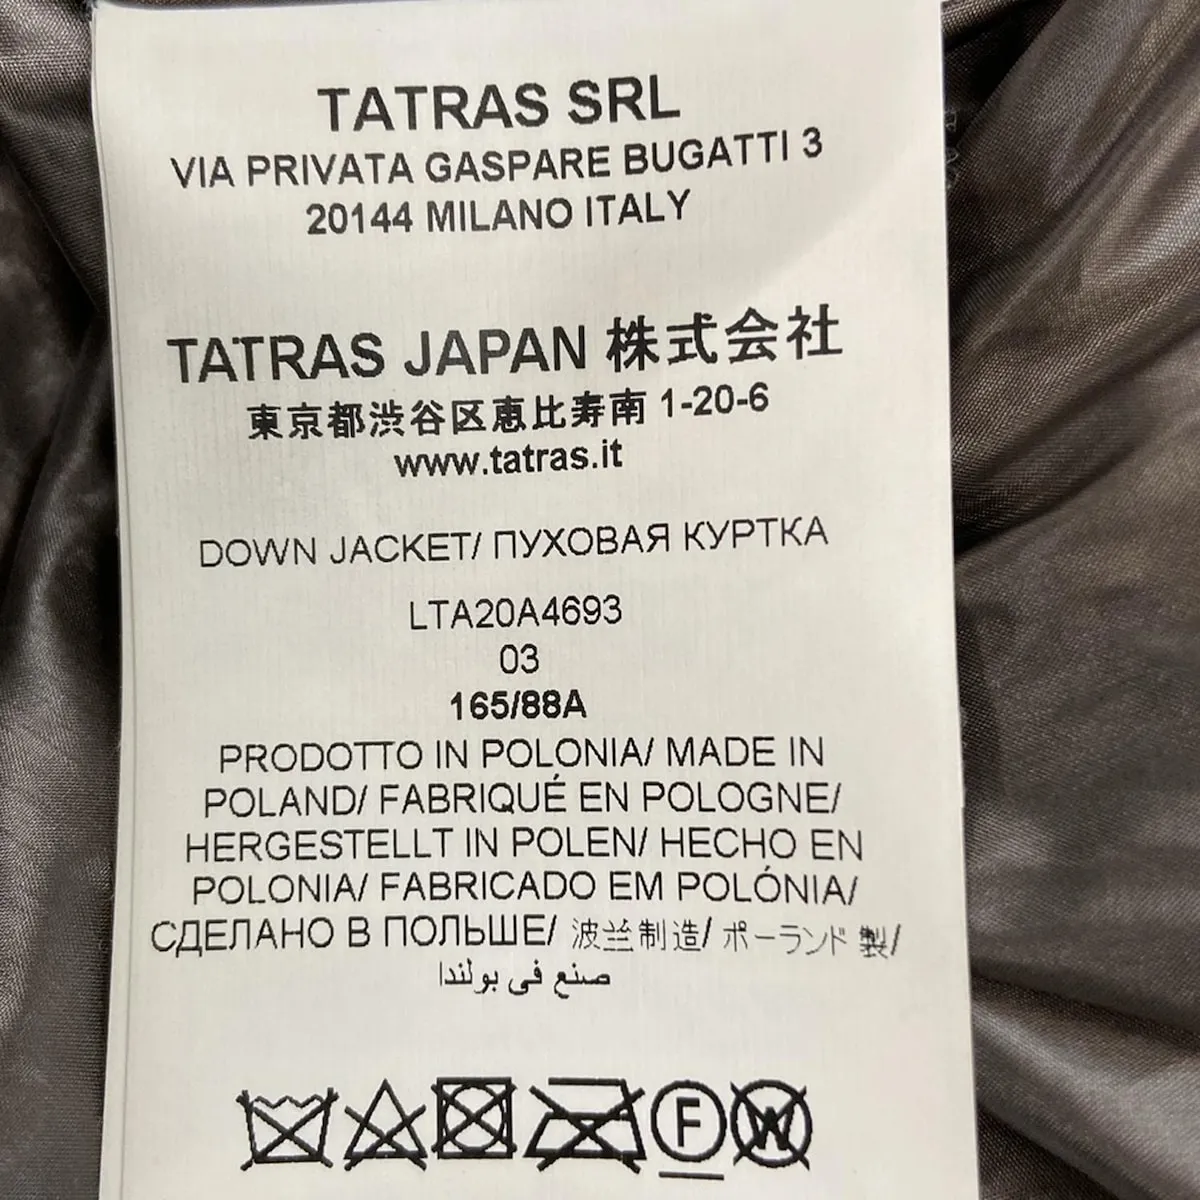 TATRAS SRL
VIA PRIVATA GASPARE BUGATTI 3
20144 MILANO ITALY
TATRAS JAPAN 株式会社
東京都渋谷区恵比寿南 1-20-6
www.tatras.it
DOWN JACKET/ ПУХОВАЯ КУРТКА
LTA20A4693
03
165/88A
PRODOTTO IN POLONIA/ MADE IN
POLAND/ FABRIQUÉ EN POLOGNE/
HERGESTELLT IN POLEN/ HECHO EN
POLONIA/ FABRICADO EM POLÓNIA/
СДЕЛАНО В ПОЛЬШЕ/ 波兰制造/ ポーランド 製/
صنع في بولندا
F W